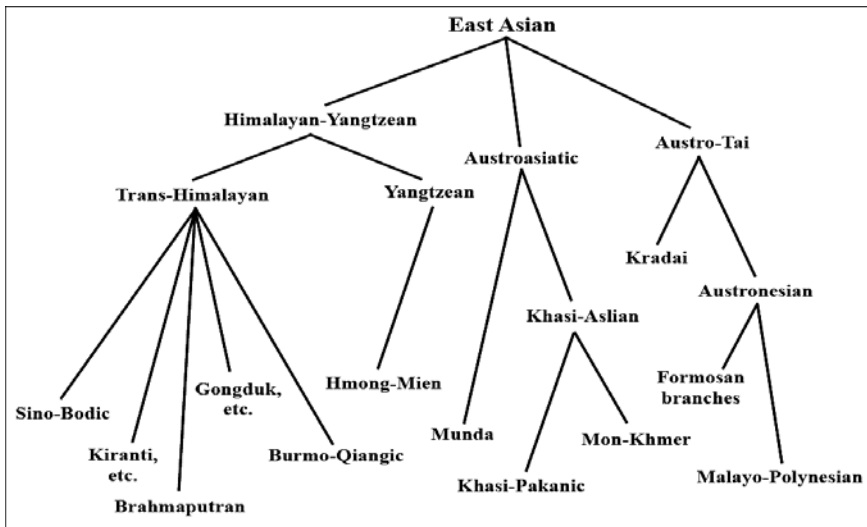 East Asian
Himalayan-Yangtzean
Austroasiatic
Austro-Tai
Trans-Himalayan
Yangtzean
Kradai
Austronesian
Khasi-Aslian
Sino-Bodic
Gongduk,
etc.
Hmong-Mien
Formosan
branches
Kiranti,
etc.
Burmo-Qiangic
Munda
Mon-Khmer
Brahmaputran
Khasi-Pakanic
Malayo-Polynesian